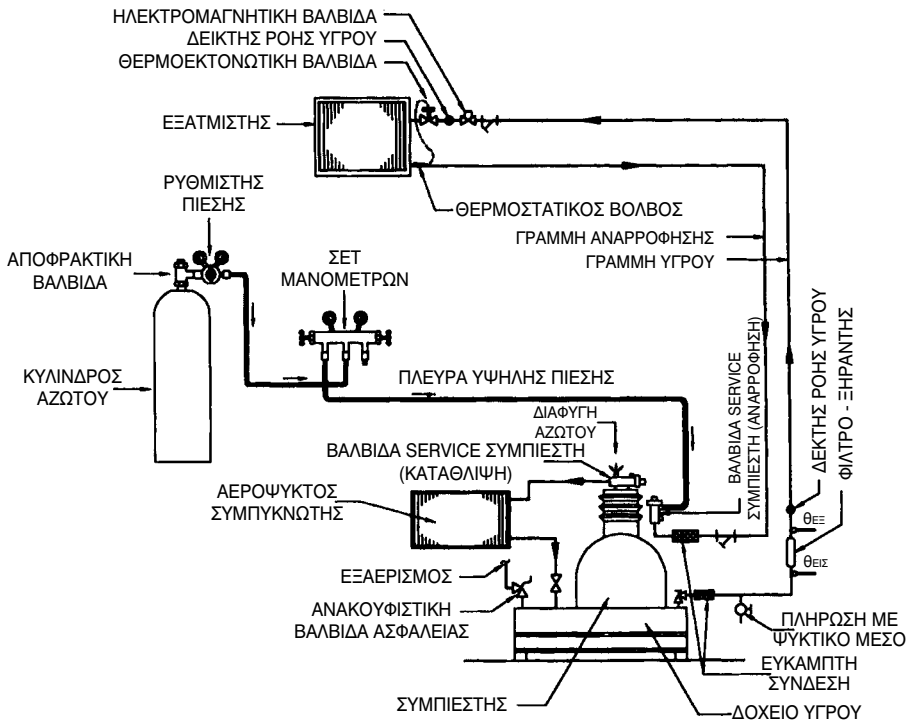 ΗΛΕΚΤΡΟΜΑΓΝΗΤΙΚΗ ΒΑΛΒΙΔΑ
ΔΕΙΚΤΗΣ ΡΟΗΣ ΥΓΡΟΥ
ΘΕΡΜΟΕΚΤΟΝΩΤΙΚΗ ΒΑΛΒΙΔΑ
ΕΞΑΤΜΙΣΤΗΣ
ΡΥΘΜΙΣΤΗΣ
ΠΙΕΣΗΣ
ΘΕΡΜΟΣΤΑΤΙΚΟΣ ΒΟΛΒΟΣ
ΓΡΑΜΜΗ ΑΝΑΡΡΟΦΗΣΗΣ
ΓΡΑΜΜΗ ΥΓΡΟΥ
ΑΠΟΦΡΑΚΤΙΚΗ
ΒΑΛΒΙΔΑ
ΣΕΤ
ΜΑΝΟΜΕΤΡΩΝ
ΚΥΛΙΝΔΡΟΣ
ΑΖΩΤΟΥ
ΠΛΕΥΡΑ ΥΨΗΛΗΣ ΠΙΕΣΗΣ
ΔΙΑΦΥΓΗ
ΑΖΩΤΟΥ
ΒΑΛΒΙΔΑ SERVICE
ΣΥΜΠΙΕΣΤΗ (ΑΝΑΡΡΟΦΗΣΗ)
ΔΕΚΤΗΣ ΡΟΗΣ ΥΓΡΟΥ
ΦΙΛΤΡΟ - ΞΗΡΑΝΤΗΣ
ΒΑΛΒΙΔΑ SERVICE ΣΥΜΠΙΕΣΤΗ
(ΚΑΤΑΘΛΙΨΗ)
ΑΕΡΟΨΥΚΤΟΣ
ΣΥΜΠΥΚΝΩΤΗΣ
θΕΞ
θΕΙΣ
ΕΞΑΕΡΙΣΜΟΣ
ΑΝΑΚΟΥΦΙΣΤΙΚΗ
ΒΑΛΒΙΔΑ ΑΣΦΑΛΕΙΑΣ
ΠΛΗΡΩΣΗ ΜΕ
ΨΥΚΤΙΚΟ ΜΕΣΟ
ΕΥΚΑΜΠΤΗ
ΣΥΝΔΕΣΗ
ΣΥΜΠΙΕΣΤΗΣ
ΔΟΧΕΙΟ ΥΓΡΟΥ